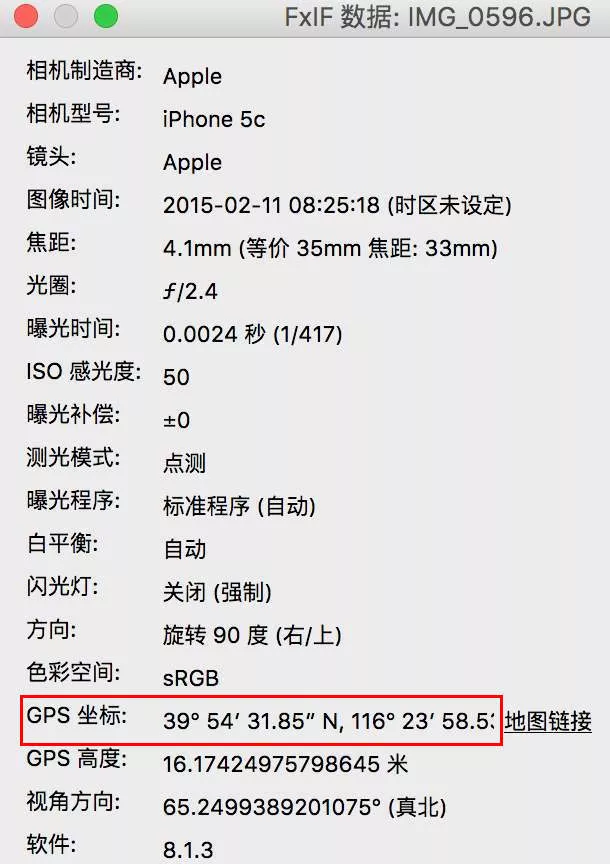 FxIF 数据: IMG_0596.JPG
相机制造商: Apple
相机型号: iPhone 5c
镜头: Apple
图像时间: 2015-02-11 08:25:18 (时区未设定)
焦距: 4.1mm (等价 35mm 焦距: 33mm)
光圈: ƒ/2.4
曝光时间: 0.0024 秒 (1/417)
ISO 感光度: 50
曝光补偿: ±0
测光模式: 点测
曝光程序: 标准程序 (自动)
白平衡: 自动
闪光灯: 关闭 (强制)
方向: 旋转 90 度 (右/上)
色彩空间: sRGB
GPS 坐标: 39° 54’ 31.85” N, 116° 23’ 58.5 地图链接
GPS 高度: 16.17424975798645 米
视角方向: 65.2499389201075° (真北)
软件: 8.1.3